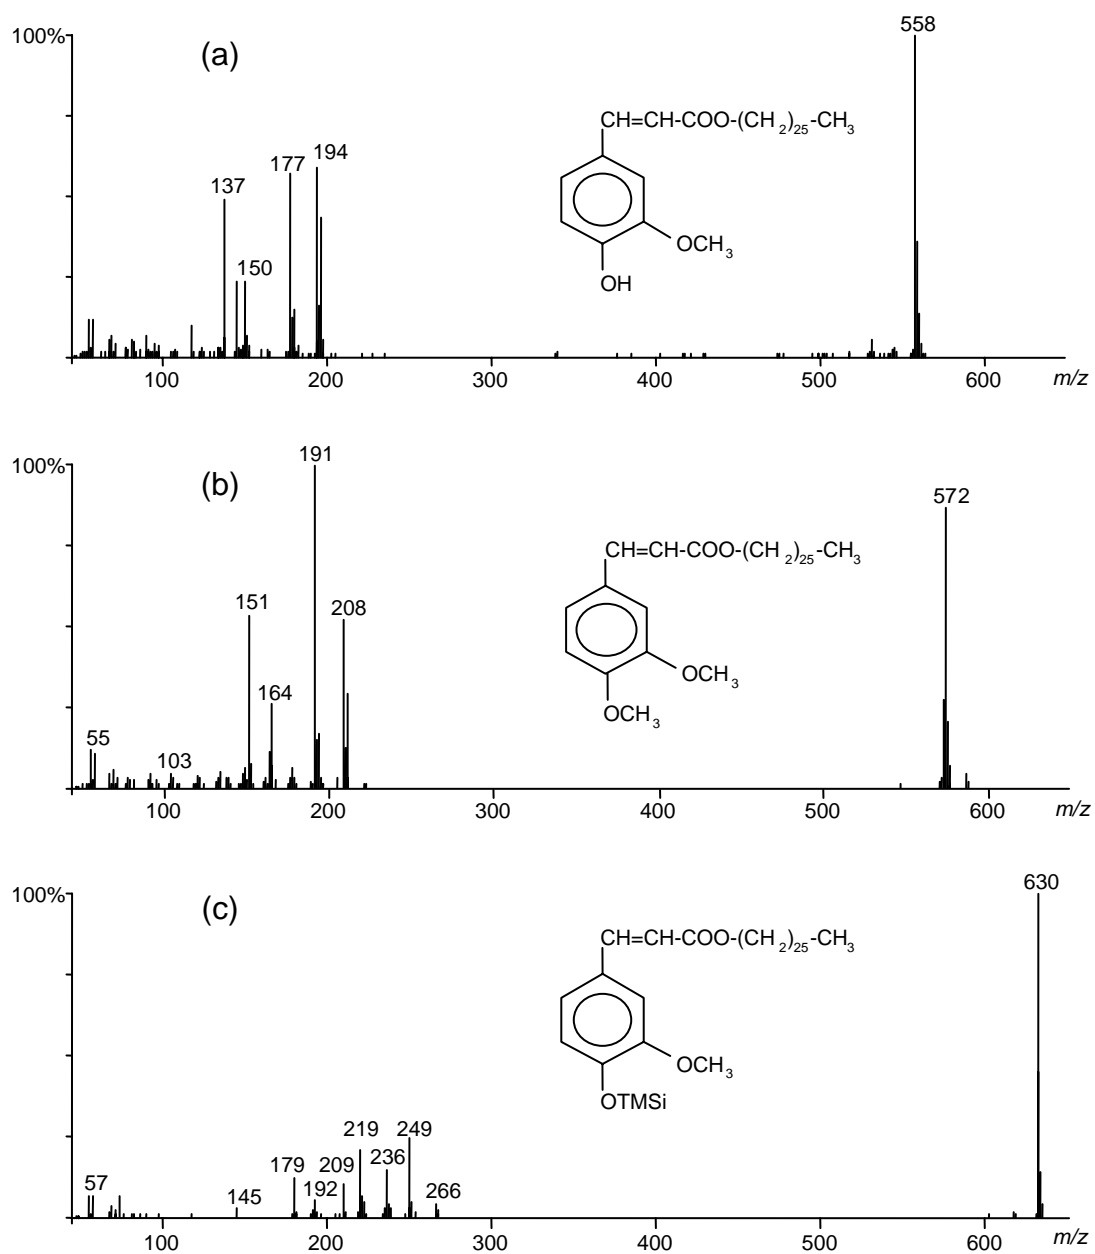 558
100%
(a)
CH=CH-COO-(CH2)25-CH3
194
177
137
OCH3
150
OH
100 200 300 400 500 600 m/z
191
100%
(b)
572
CH=CH-COO-(CH2)25-CH3
151
208
OCH3
164
OCH3
55
103
100 200 300 400 500 600 m/z
630
100%
(c)
CH=CH-COO-(CH2)25-CH3
OCH3
OTMSi
219 249
179 209 236
57
192
266
145
100 200 300 400 500 600 m/z